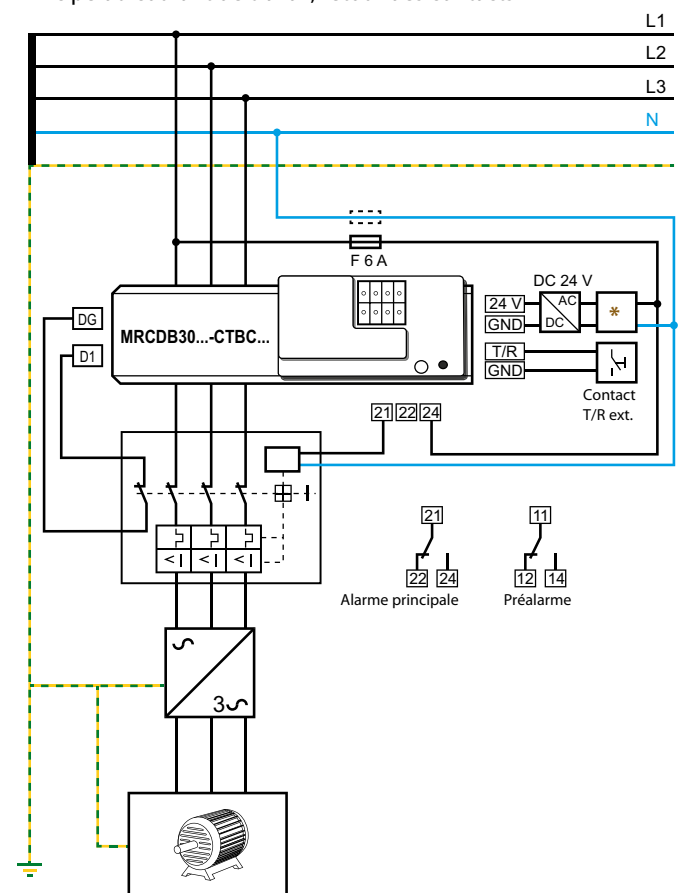 L1
L2
L3
N
F 6 A
DC 24 V
24 V
AC
*
GND
DC
DG
MRCDB30...-CTBC...
D1
T/R
GND
Contact
T/R ext.
21 22 24
21
11
22 24
12 14
Alarme principale
Préalarme
3